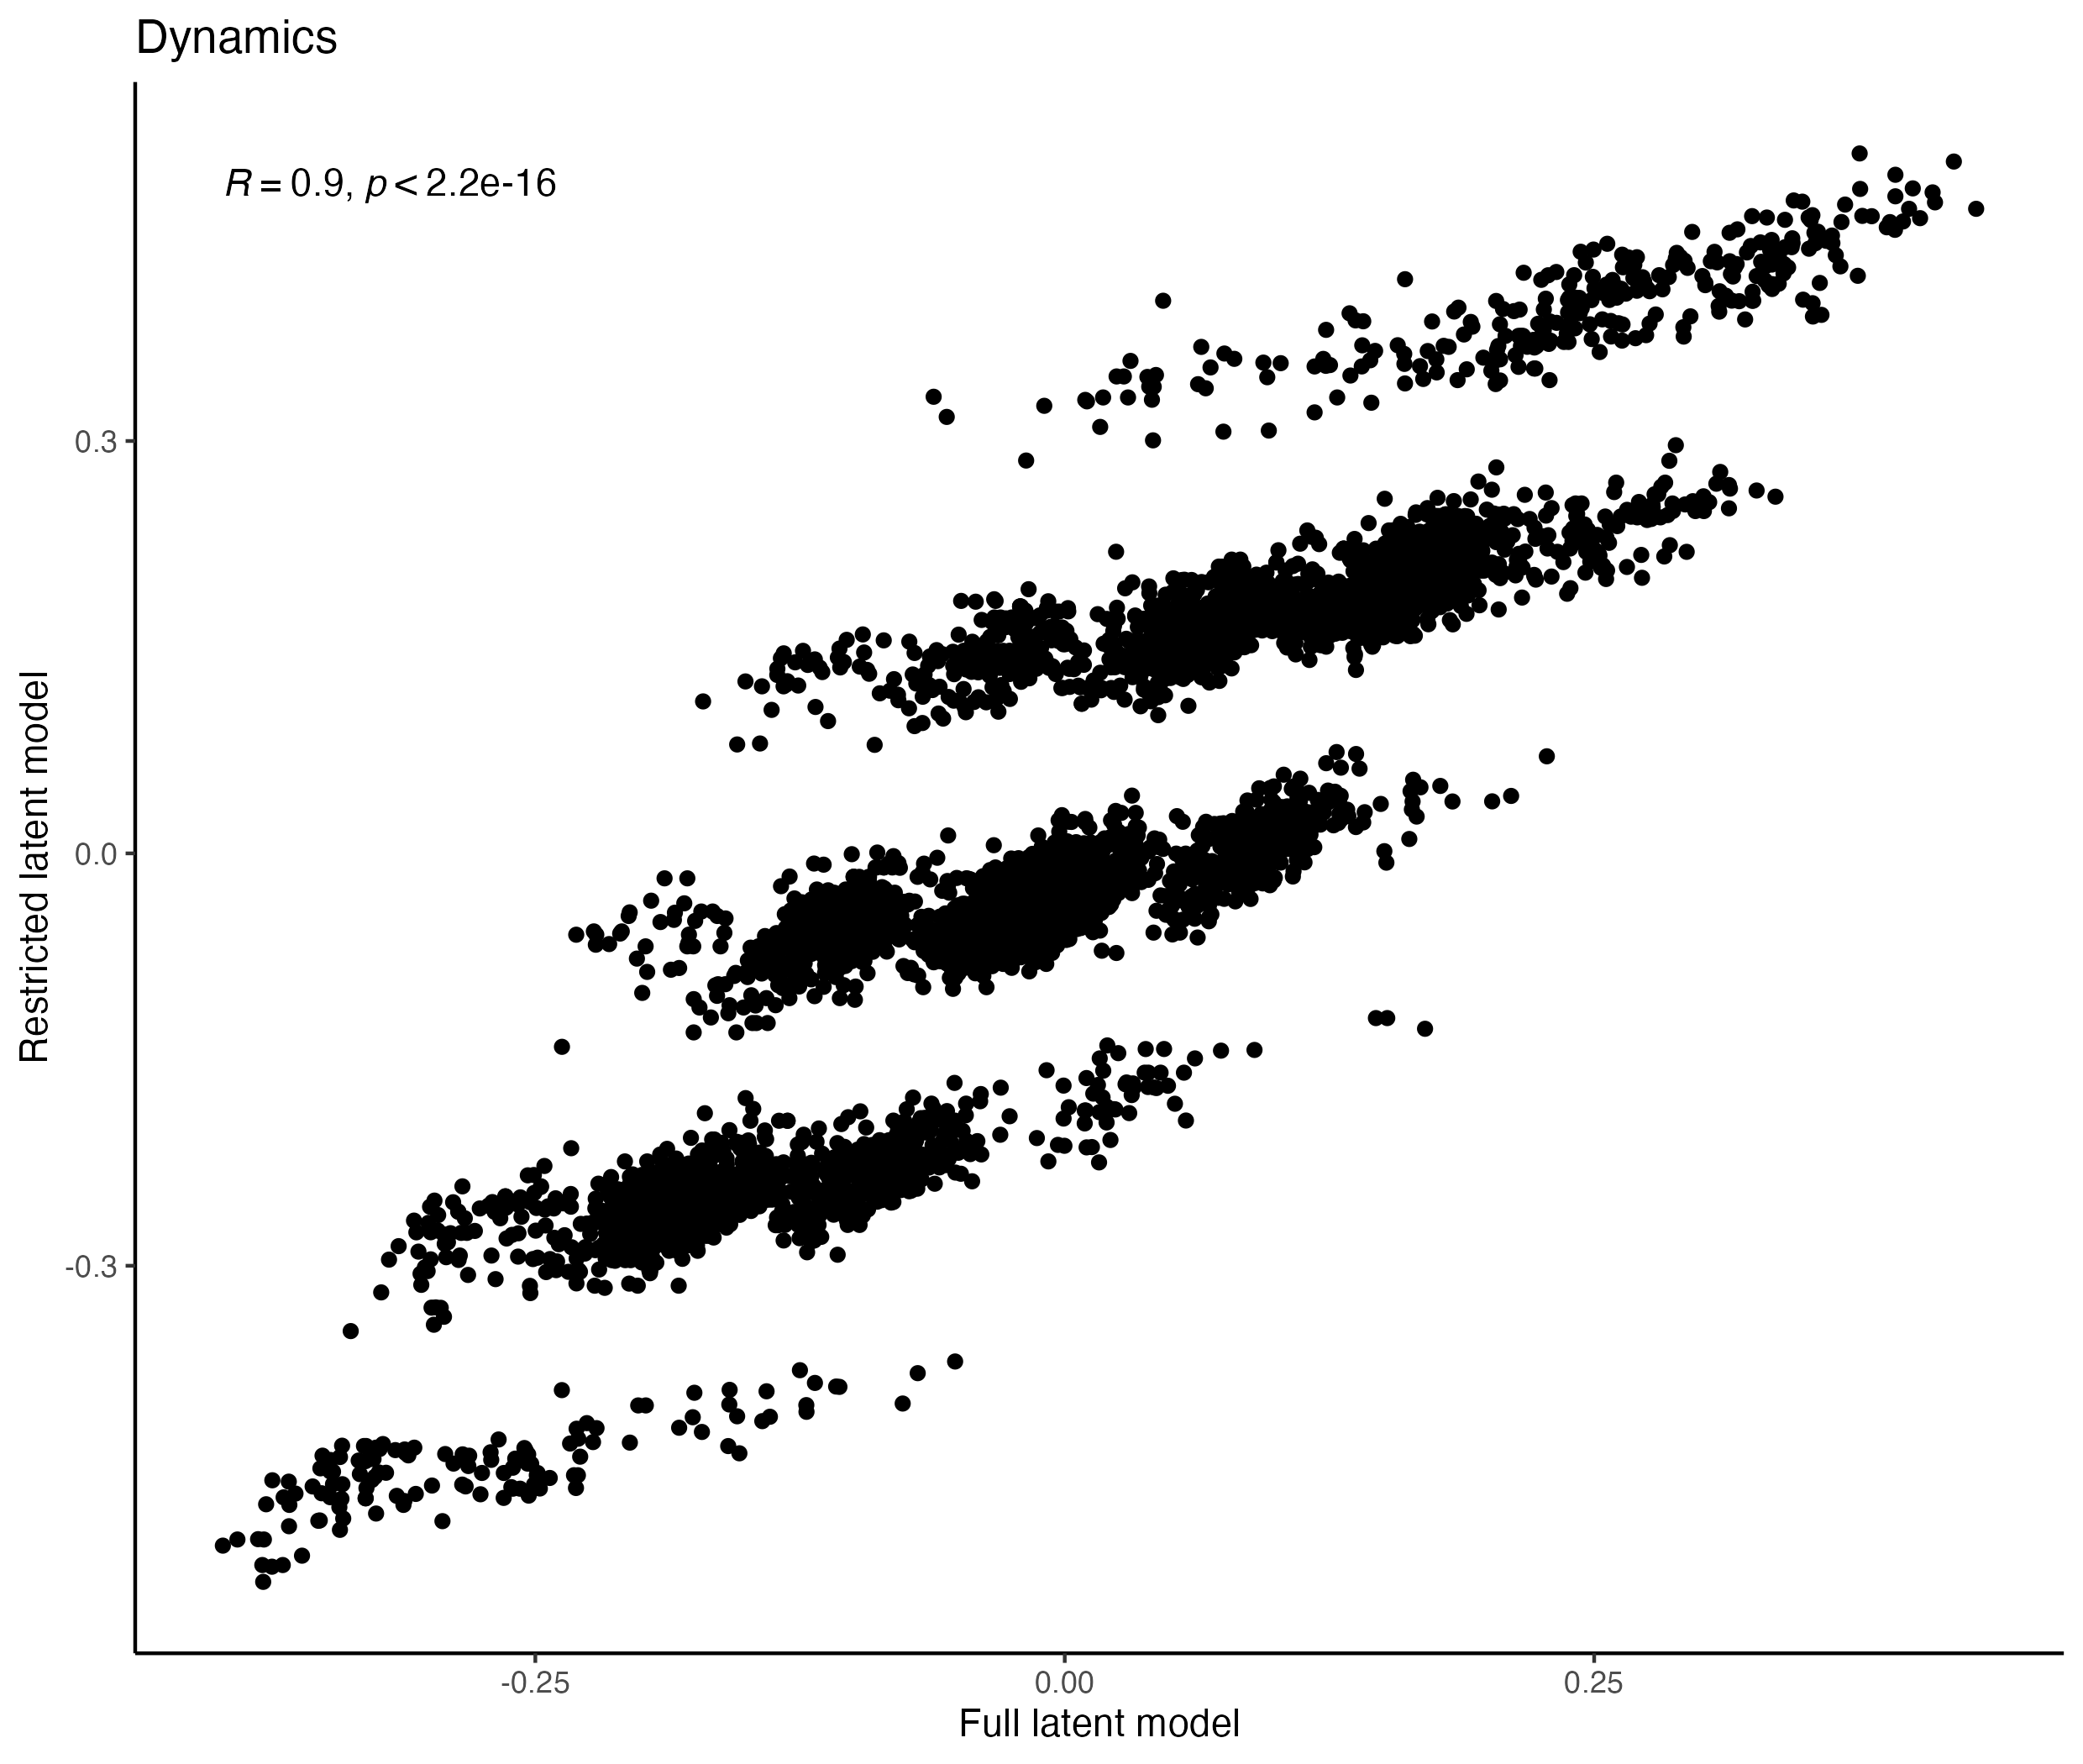 Dynamics
R = 0.9, p < 2.2e-16
Restricted latent model
0.3
0.0
-0.3
-0.25
0.00
0.25
Full latent model